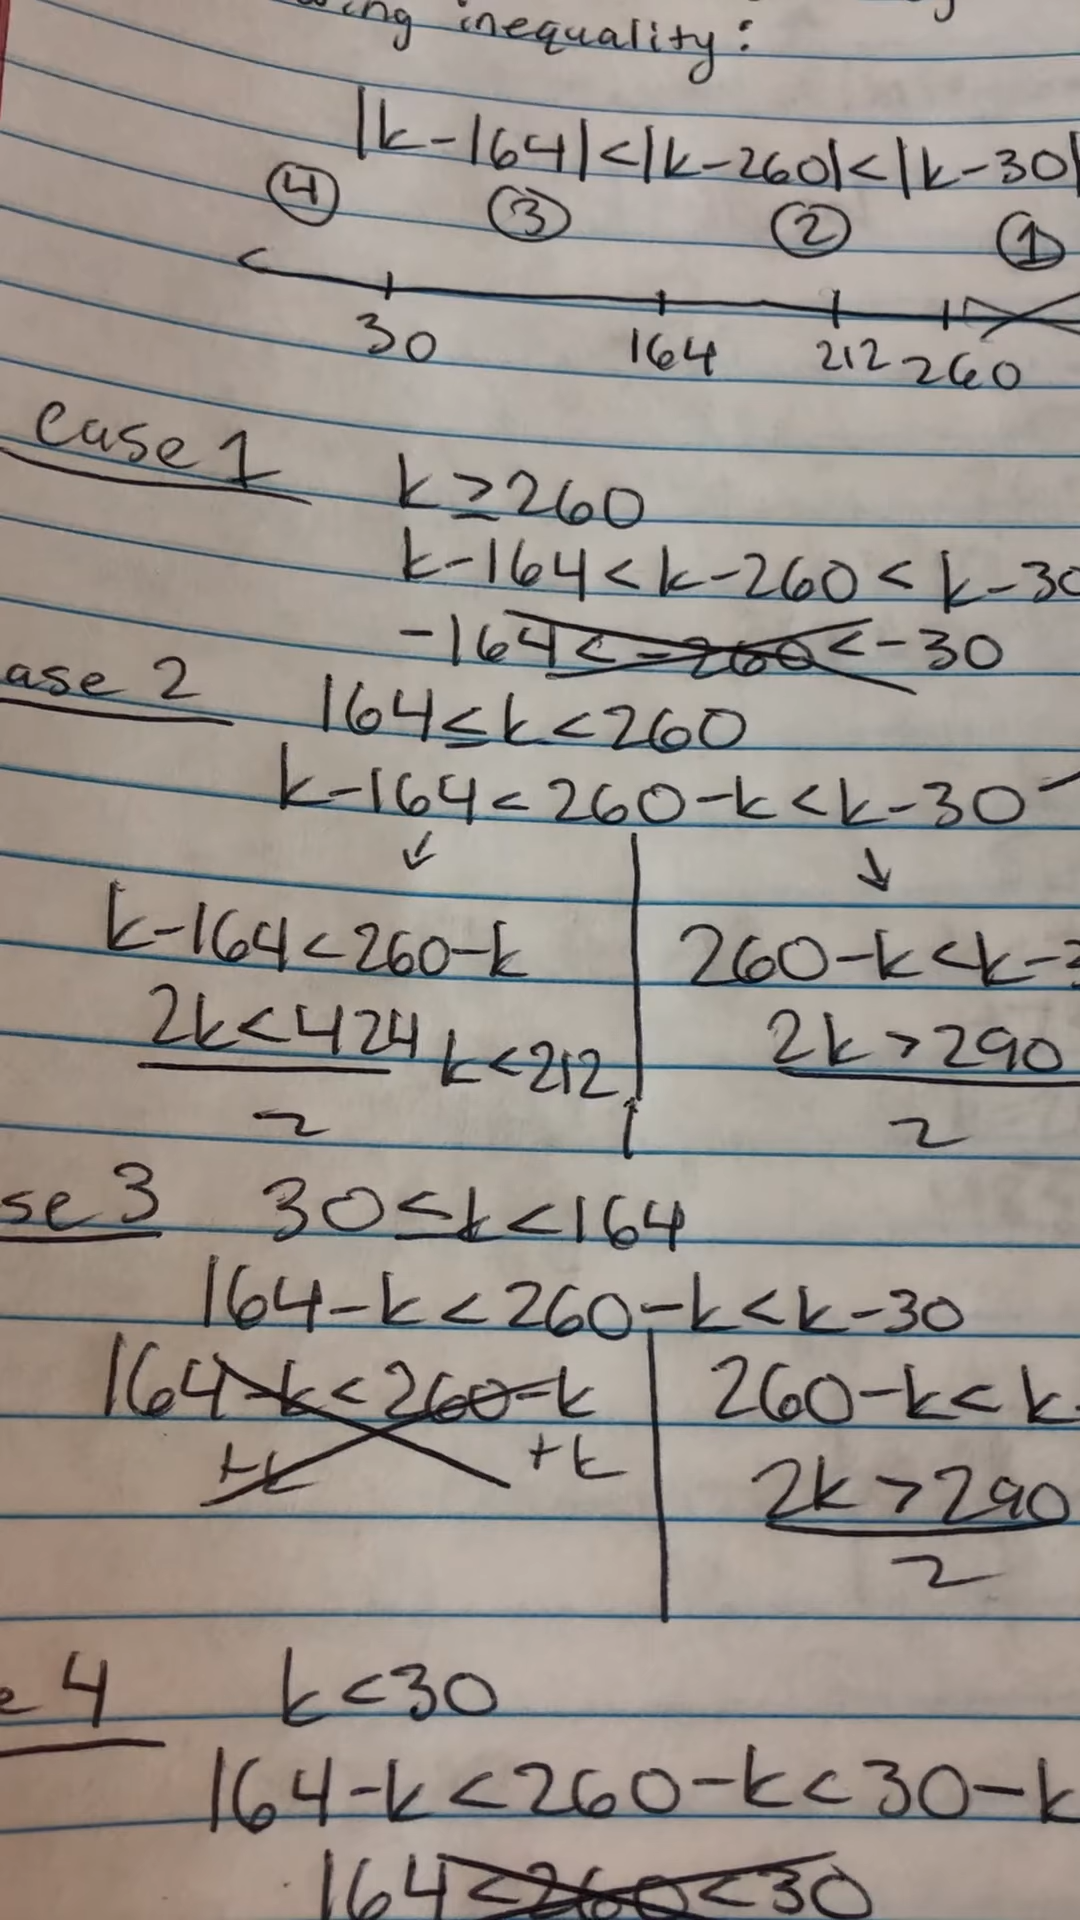 inequality:
|k-164|<|k-260|<|k-30|
④ ③ ② ①
30 164 212 260
case 1 k≥260
k-164<k-260<k-30
-164<-260<-30
ase 2 164≤k<260
k-164<260-k<k-30
↙ ↘
k-164<260-k 260-k<k-3
2k<424 k<212 2k>290
2 2
se 3 30≤k<164
164-k<260-k<k-30
164-k<260-k 260-k<k
+k +k 2k>290
2
e 4 k<30
164-k<260-k<30-k
164<260<30